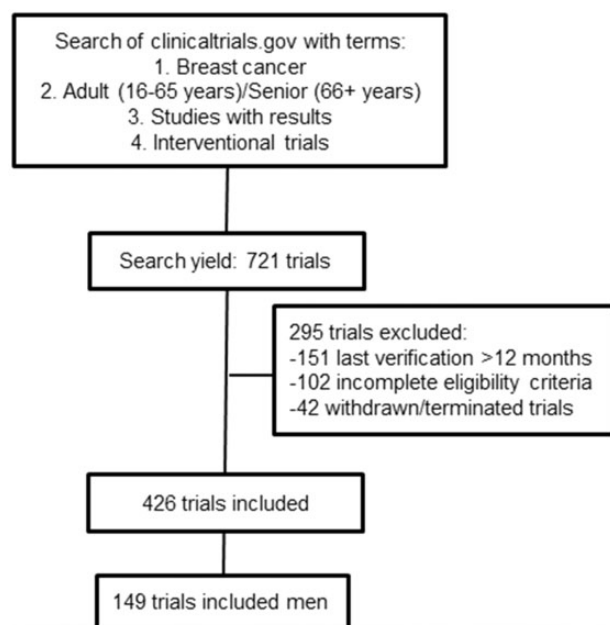 Search of clinicaltrials.gov with terms:
1. Breast cancer
2. Adult (16-65 years)/Senior (66+ years)
3. Studies with results
4. Interventional trials
Search yield: 721 trials
295 trials excluded:
-151 last verification >12 months
-102 incomplete eligibility criteria
-42 withdrawn/terminated trials
426 trials included
149 trials included men